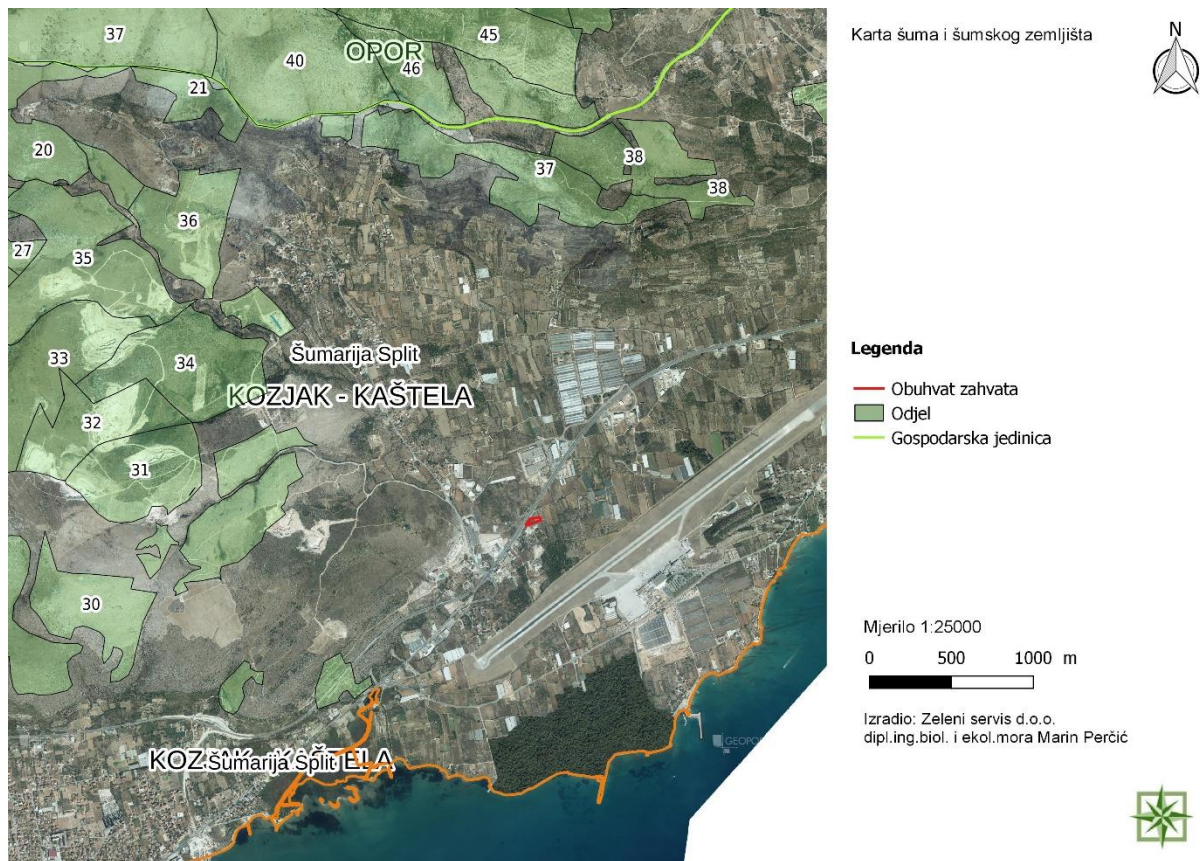 37
45
OPOR
40
46
21
20
36
37
38
38
27
35
33
34
Šumarija Split
KOZJAK - KAŠTELA
32
31
30
Šumarija Split
GEOPO
Karta šuma i šumskog zemljišta
N
Legenda
Obuhvat zahvata
Odjel
Gospodarska jedinica
Mjerilo 1:25000
0 500 1000 m
Izradio: Zeleni servis d.o.o.
dipl.ing.biol. i ekol.mora Marin Perčić